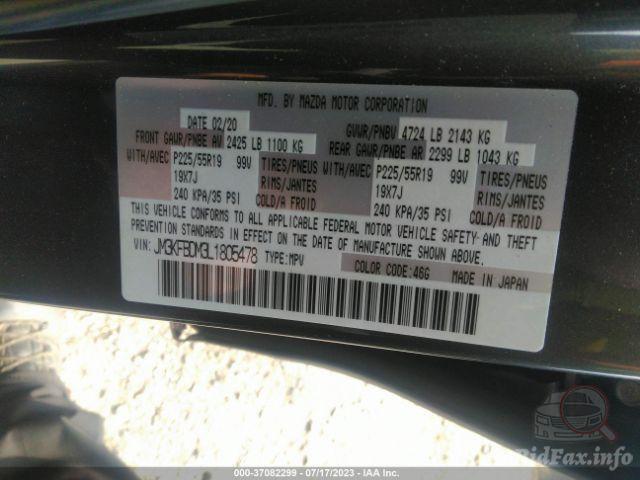 MFD. BY MAZDA MOTOR CORPORATION
DATE 02/20 GVWR/PNBV 4724 LB 2143 KG
FRONT GAWR/PNBE AV 2425 LB 1100 KG REAR GAWR/PNBE AR 2299 LB 1043 KG
WITH/AVEC P225/55R19 99V TIRES/PNEUS WITH/AVEC P225/55R19 99V TIRES/PNEUS
19X7J RIMS/JANTES 19X7J RIMS/JANTES
240 KPA/35 PSI COLD/A FROID 240 KPA/35 PSI COLD/A FROID
THIS VEHICLE CONFORMS TO ALL APPLICABLE FEDERAL MOTOR VEHICLE SAFETY AND THEFT
PREVENTION STANDARDS IN EFFECT ON THE DATE OF MANUFACTURE SHOWN ABOVE.
JM3KFBDM3L1805478 TYPE:MPV COLOR CODE:46G MADE IN JAPAN
BidFax.info
000-37082299 - 07/17/2023 - IAA Inc.